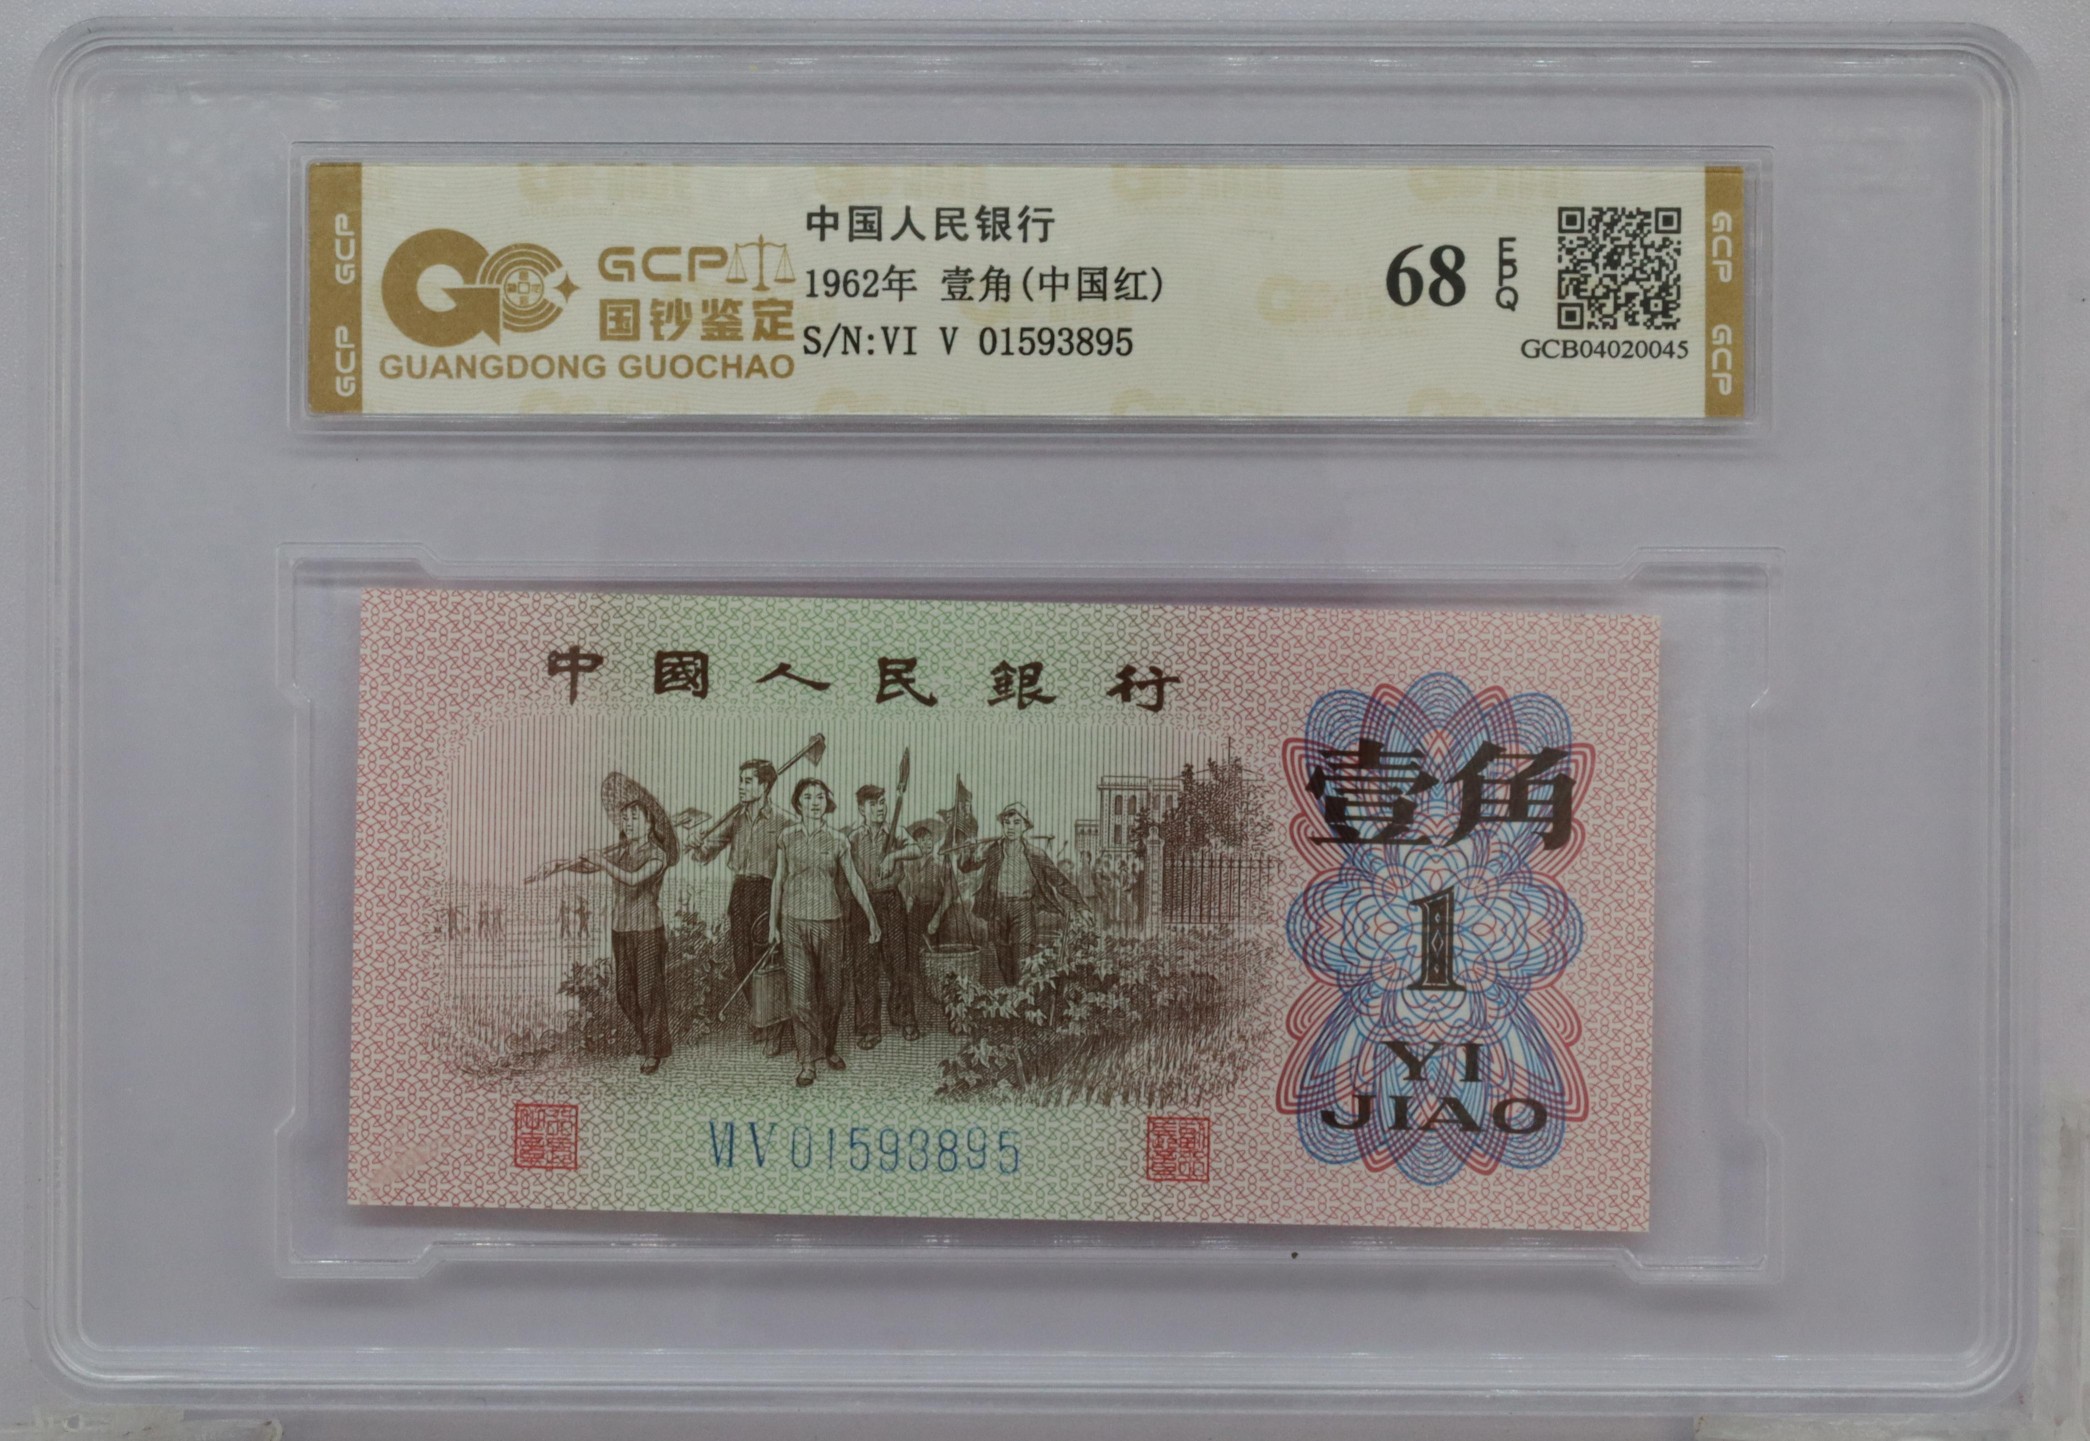 GCP
GCP
GCP
国钞鉴定
GUANGDONG GUOCHAO
中国人民银行
1962年 壹角(中国红)
S/N:VI V 01593895
68 EPQ
GCB04020045
GCP
GCP
中國人民銀行
壹角
1
YI
JIAO
VI V 01593895